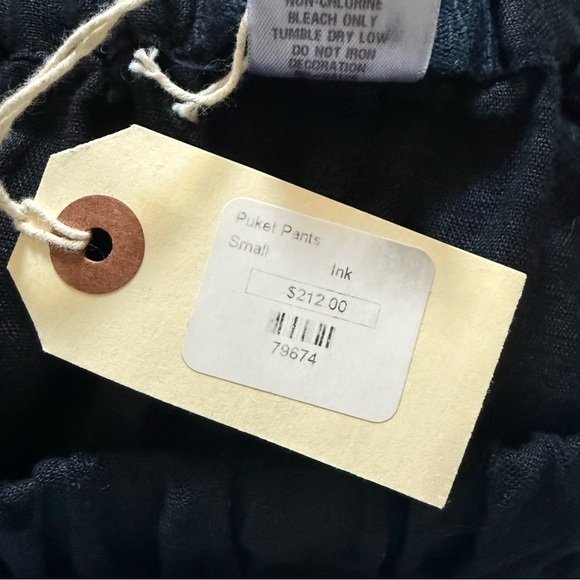 NON-CHLORINE
BLEACH ONLY
TUMBLE DRY LOW
DO NOT IRON
DECORATION
Puket Pants
Small
Ink
$212.00
79674